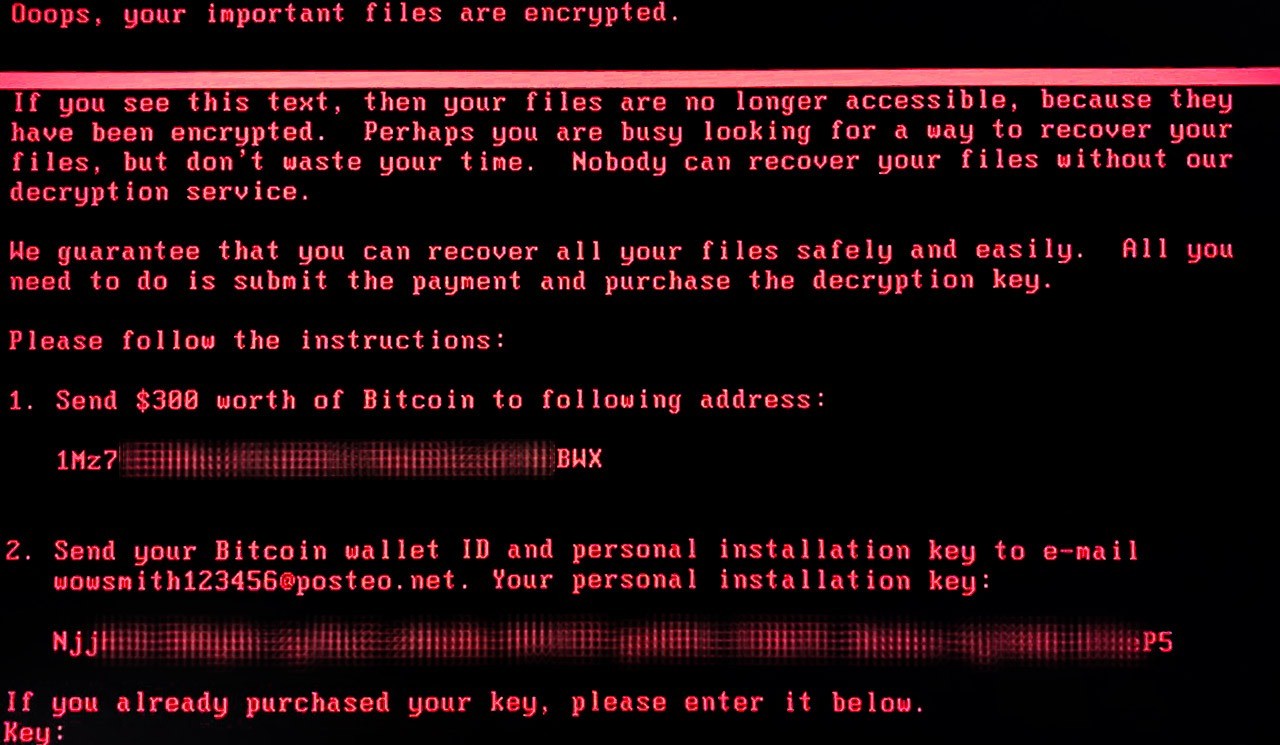 Ooops, your important files are encrypted.
If you see this text, then your files are no longer accessible, because they
have been encrypted.  Perhaps you are busy looking for a way to recover your
files, but don't waste your time.  Nobody can recover your files without our
decryption service.
We guarantee that you can recover all your files safely and easily.  All you
need to do is submit the payment and purchase the decryption key.
Please follow the instructions:
1. Send $300 worth of Bitcoin to following address:
1Mz7 BWX
2. Send your Bitcoin wallet ID and personal installation key to e-mail
wowsmith123456@posteo.net. Your personal installation key:
Njj P5
If you already purchased your key, please enter it below.
Key: